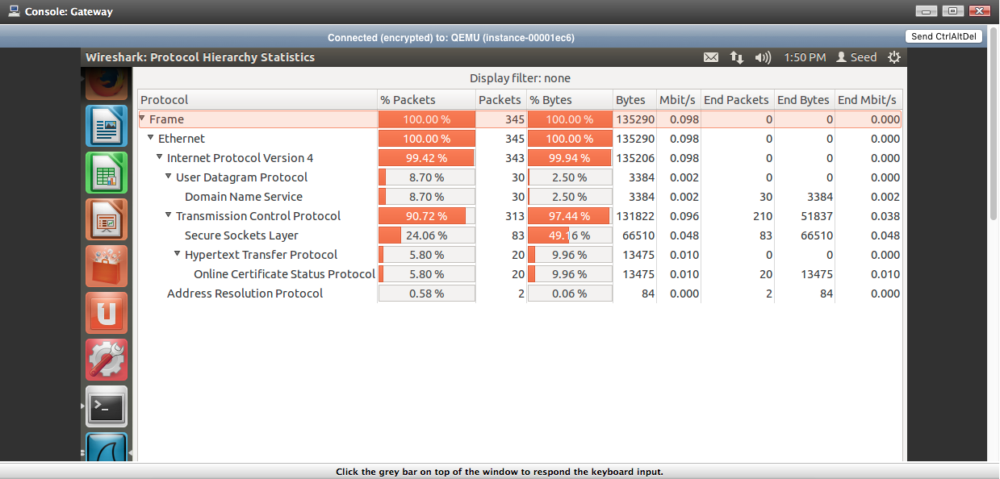 Console: Gateway
Connected (encrypted) to: QEMU (instance-00001ec6)
Send CtrlAltDel
Wireshark: Protocol Hierarchy Statistics 1:50 PM Seed
Display filter: none
Protocol % Packets Packets % Bytes Bytes Mbit/s End Packets End Bytes End Mbit/s
Frame 100.00 % 345 100.00 % 135290 0.098 0 0 0.000
Ethernet 100.00 % 345 100.00 % 135290 0.098 0 0 0.000
Internet Protocol Version 4 99.42 % 343 99.94 % 135206 0.098 0 0 0.000
User Datagram Protocol 8.70 % 30 2.50 % 3384 0.002 0 0 0.000
Domain Name Service 8.70 % 30 2.50 % 3384 0.002 30 3384 0.002
Transmission Control Protocol 90.72 % 313 97.44 % 131822 0.096 210 51837 0.038
Secure Sockets Layer 24.06 % 83 49.16 % 66510 0.048 83 66510 0.048
Hypertext Transfer Protocol 5.80 % 20 9.96 % 13475 0.010 0 0 0.000
Online Certificate Status Protocol 5.80 % 20 9.96 % 13475 0.010 20 13475 0.010
Address Resolution Protocol 0.58 % 2 0.06 % 84 0.000 2 84 0.000
Click the grey bar on top of the window to respond the keyboard input.